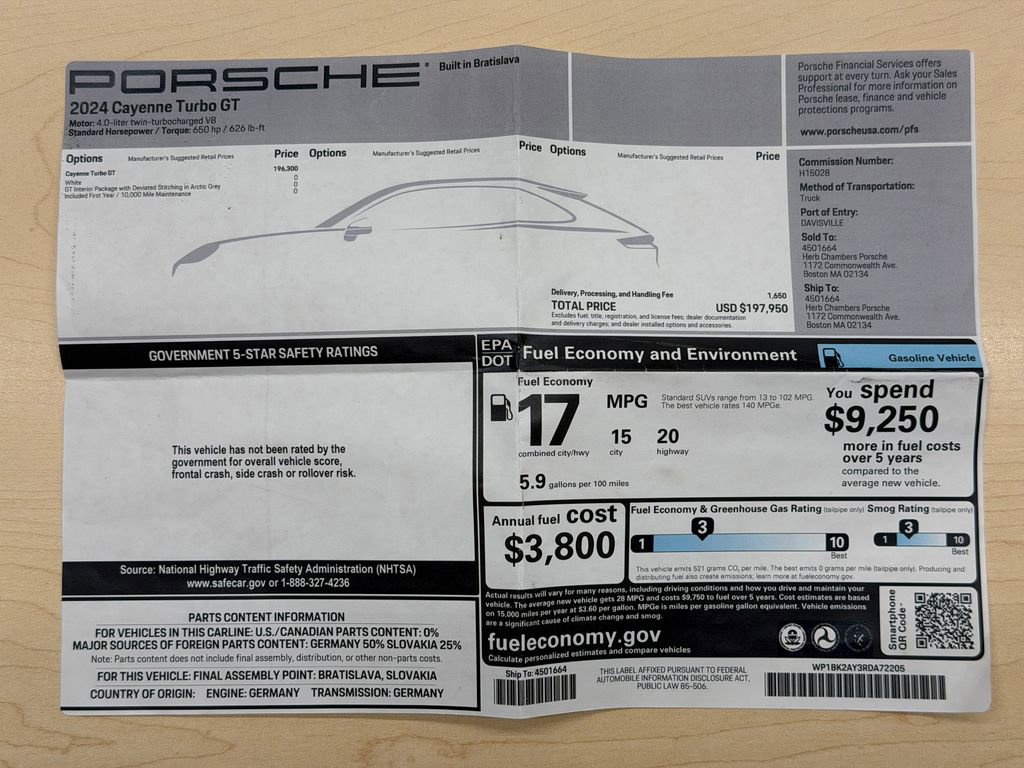 PORSCHE
Built in Bratislava
2024 Cayenne Turbo GT
Motor: 4.0-liter twin-turbocharged V8
Standard Horsepower / Torque: 650 hp / 626 lb-ft
Porsche Financial Services offers
support at every turn. Ask your Sales
Professional for more information on
Porsche lease, finance and vehicle
protections programs.
www.porscheusa.com/pfs
Options Manufacturer's Suggested Retail Prices Price Options Manufacturer's Suggested Retail Prices Price Options Manufacturer's Suggested Retail Prices Price
Cayenne Turbo GT 196,300
White 0
GT Interior Package with Deviated Stitching in Arctic Grey 0
Included First Year / 10,000 Mile Maintenance 0
Delivery, Processing, and Handling Fee 1,650
TOTAL PRICE USD $197,950
Excludes fuel; title, registration, and license fees; dealer documentation
and delivery charges; and dealer installed options and accessories.
Commission Number:
H15028
Method of Transportation:
Truck
Port of Entry:
DAVISVILLE
Sold To:
4501664
Herb Chambers Porsche
1172 Commonwealth Ave.
Boston MA 02134
Ship To:
4501664
Herb Chambers Porsche
1172 Commonwealth Ave.
Boston MA 02134
GOVERNMENT 5-STAR SAFETY RATINGS
This vehicle has not been rated by the
government for overall vehicle score,
frontal crash, side crash or rollover risk.
Source: National Highway Traffic Safety Administration (NHTSA)
www.safecar.gov or 1-888-327-4236
PARTS CONTENT INFORMATION
FOR VEHICLES IN THIS CARLINE: U.S./CANADIAN PARTS CONTENT: 0%
MAJOR SOURCES OF FOREIGN PARTS CONTENT: GERMANY 50% SLOVAKIA 25%
Note: Parts content does not include final assembly, distribution, or other non-parts costs.
FOR THIS VEHICLE: FINAL ASSEMBLY POINT: BRATISLAVA, SLOVAKIA
COUNTRY OF ORIGIN: ENGINE: GERMANY TRANSMISSION: GERMANY
EPA
DOT
Fuel Economy and Environment
Gasoline Vehicle
Fuel Economy
17
MPG
Standard SUVs range from 13 to 102 MPG.
The best vehicle rates 140 MPGe.
15 20
combined city/hwy city highway
5.9 gallons per 100 miles
You spend
$9,250
more in fuel costs
over 5 years
compared to the
average new vehicle.
Annual fuel cost
$3,800
Fuel Economy & Greenhouse Gas Rating (tailpipe only) Smog Rating (tailpipe only)
3 3
1 10 1 10
Best Best
This vehicle emits 521 grams CO₂ per mile. The best emits 0 grams per mile (tailpipe only). Producing and
distributing fuel also create emissions; learn more at fueleconomy.gov.
Actual results will vary for many reasons, including driving conditions and how you drive and maintain your
vehicle. The average new vehicle gets 28 MPG and costs $9,750 to fuel over 5 years. Cost estimates are based
on 15,000 miles per year at $3.60 per gallon. MPGe is miles per gasoline gallon equivalent. Vehicle emissions
are a significant cause of climate change and smog.
fueleconomy.gov
Calculate personalized estimates and compare vehicles
Smartphone
QR Code™
Ship To: 4501664
THIS LABEL AFFIXED PURSUANT TO FEDERAL
AUTOMOBILE INFORMATION DISCLOSURE ACT,
PUBLIC LAW 85-506.
WP1BK2AY3RDA72205